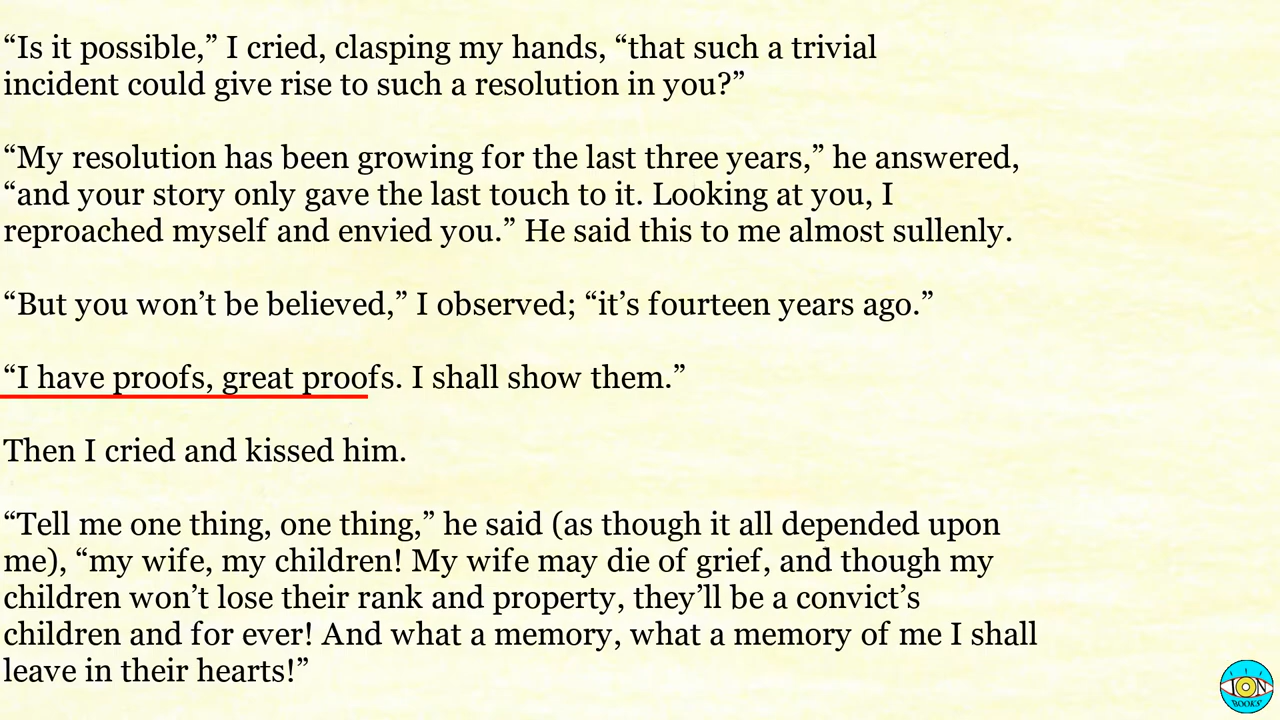 “Is it possible,” I cried, clasping my hands, “that such a trivial
incident could give rise to such a resolution in you?”
“My resolution has been growing for the last three years,” he answered,
“and your story only gave the last touch to it. Looking at you, I
reproached myself and envied you.” He said this to me almost sullenly.
“But you won’t be believed,” I observed; “it’s fourteen years ago.”
“I have proofs, great proofs. I shall show them.”
Then I cried and kissed him.
“Tell me one thing, one thing,” he said (as though it all depended upon
me), “my wife, my children! My wife may die of grief, and though my
children won’t lose their rank and property, they’ll be a convict’s
children and for ever! And what a memory, what a memory of me I shall
leave in their hearts!”
ION
BOOKS